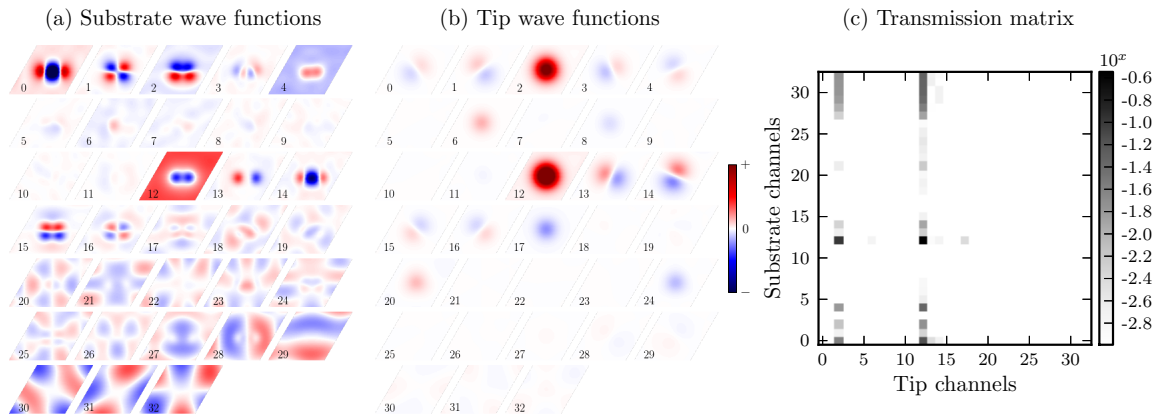 (a) Substrate wave functions
0 1 2 3 4
5 6 7 8 9
10 11 12 13 14
15 16 17 18 19
20 21 22 23 24
25 26 27 28 29
30 31 32
(b) Tip wave functions
0 1 2 3 4
5 6 7 8 9
10 11 12 13 14
15 16 17 18 19
20 21 22 23 24
25 26 27 28 29
30 31 32
+
0
−
(c) Transmission matrix
Substrate channels
30
25
20
15
10
5
0
0 5 10 15 20 25 30
Tip channels
10^x
-0.6
-0.8
-1.0
-1.2
-1.4
-1.6
-1.8
-2.0
-2.2
-2.4
-2.6
-2.8